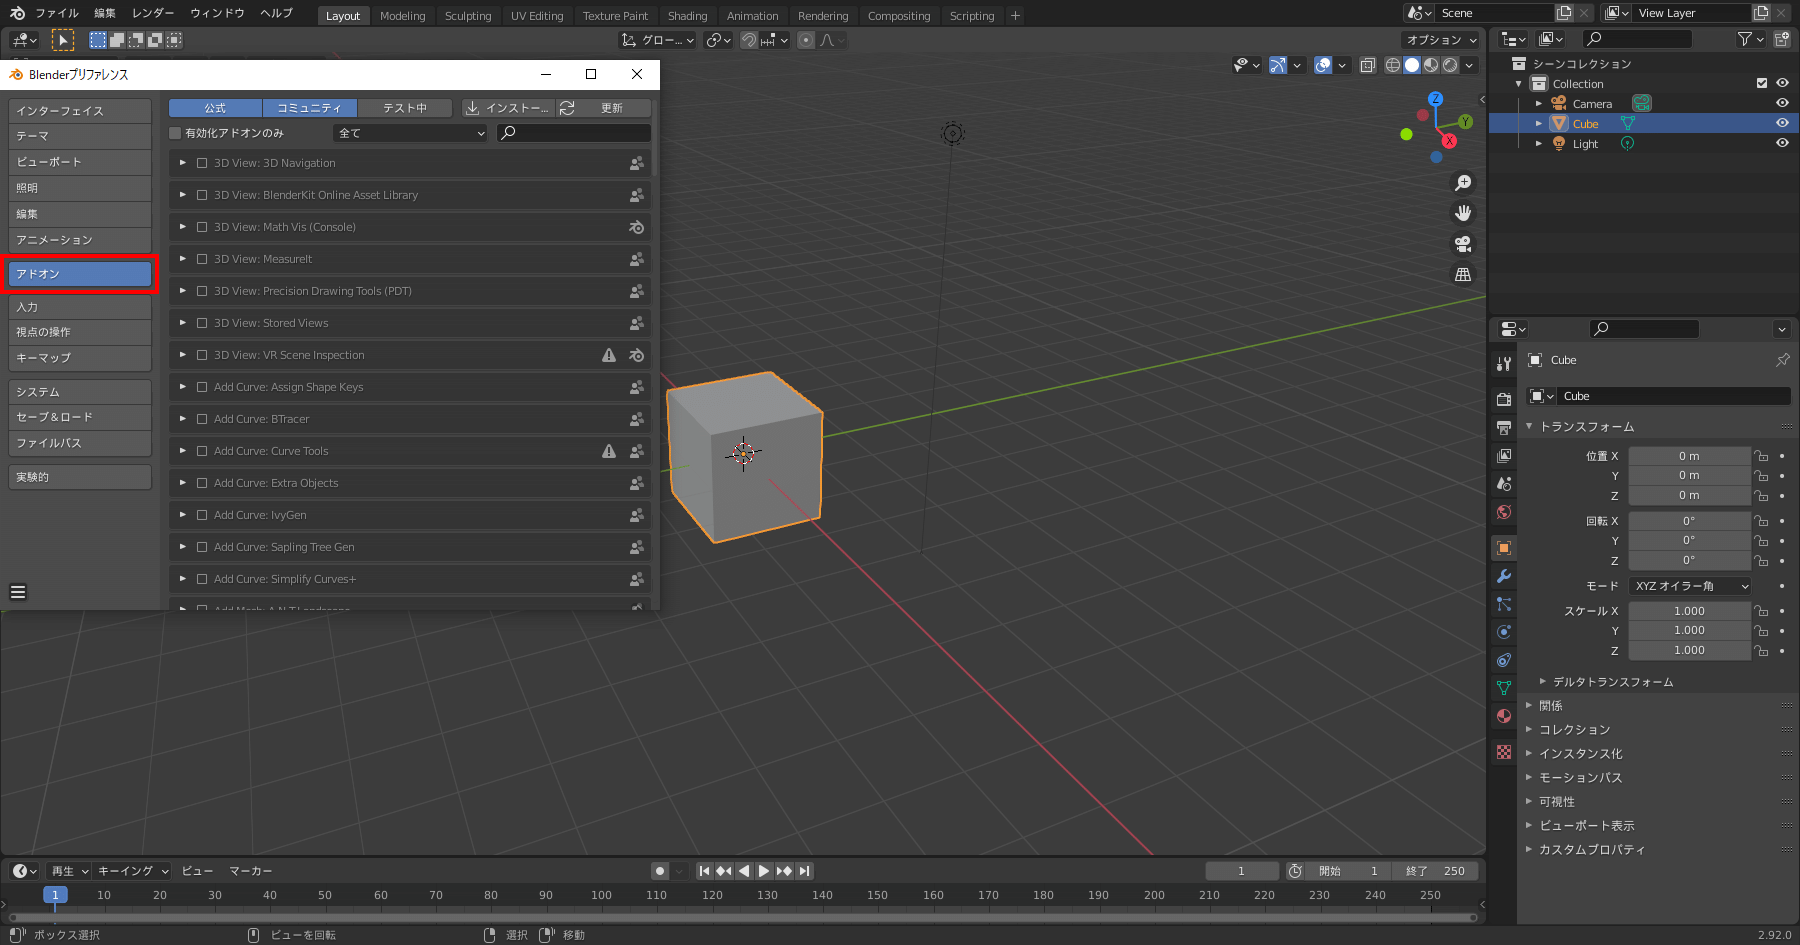 ファイル 編集 レンダー ウィンドウ ヘルプ Layout Modeling Sculpting UV Editing Texture Paint Shading Animation Rendering Compositing Scripting + Scene View Layer
グロー... オプション
Blenderプリファレンス
インターフェイス
テーマ
ビューポート
照明
編集
アニメーション
アドオン
入力
視点の操作
キーマップ
システム
セーブ＆ロード
ファイルパス
実験的
公式 コミュニティ テスト中 インストー... 更新
有効化アドオンのみ 全て
3D View: 3D Navigation
3D View: BlenderKit Online Asset Library
3D View: Math Vis (Console)
3D View: MeasureIt
3D View: Precision Drawing Tools (PDT)
3D View: Stored Views
3D View: VR Scene Inspection
Add Curve: Assign Shape Keys
Add Curve: BTracer
Add Curve: Curve Tools
Add Curve: Extra Objects
Add Curve: IvyGen
Add Curve: Sapling Tree Gen
Add Curve: Simplify Curves+
Add Mesh: A.N.T.Landscape
Z
Y
X
シーンコレクション
Collection
Camera
Cube
Light
Cube
Cube
トランスフォーム
位置 X 0 m
Y 0 m
Z 0 m
回転 X 0°
Y 0°
Z 0°
モード XYZ オイラー角
スケール X 1.000
Y 1.000
Z 1.000
デルタトランスフォーム
関係
コレクション
インスタンス化
モーションパス
可視性
ビューポート表示
カスタムプロパティ
再生 キーイング ビュー マーカー 1 開始 1 終了 250
1 10 20 30 40 50 60 70 80 90 100 110 120 130 140 150 160 170 180 190 200 210 220 230 240 250
ボックス選択 ビューを回転 選択 移動 2.92.0